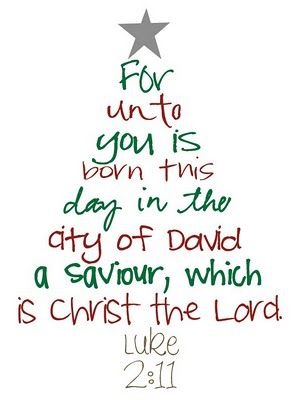 For
unto
you is
born this
day in the
city of David
a saviour, which
is Christ the Lord.
Luke
2:11